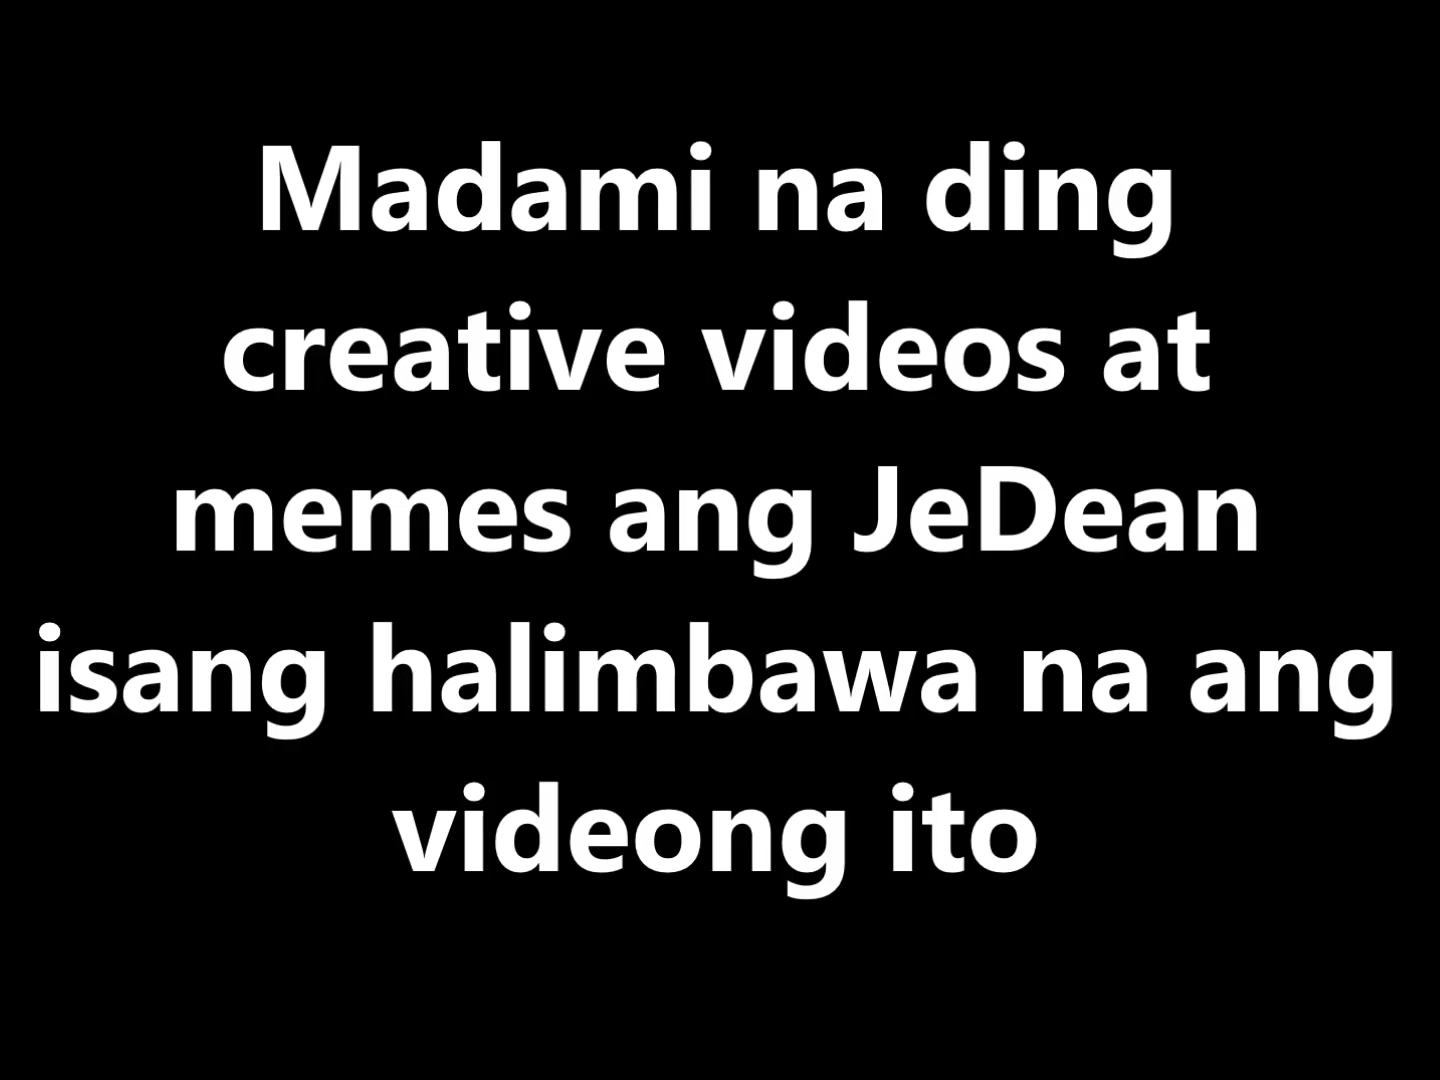 Madami na ding
creative videos at
memes ang JeDean
isang halimbawa na ang
videong ito